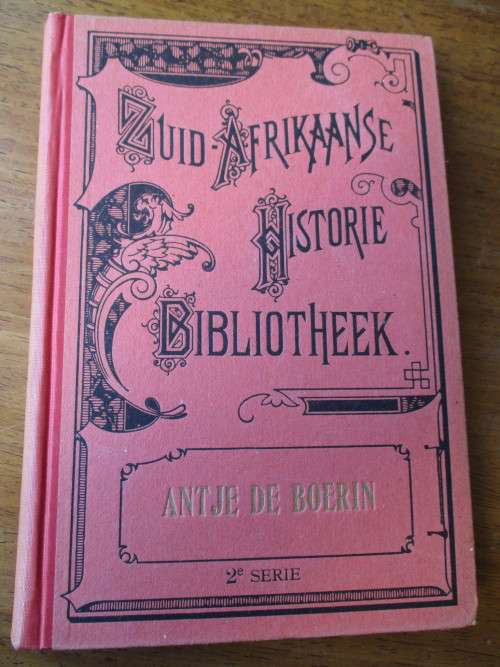 ZUID-AFRIKAANSE
HISTORIE
BIBLIOTHEEK.
ANTJE DE BOERIN
2e SERIE